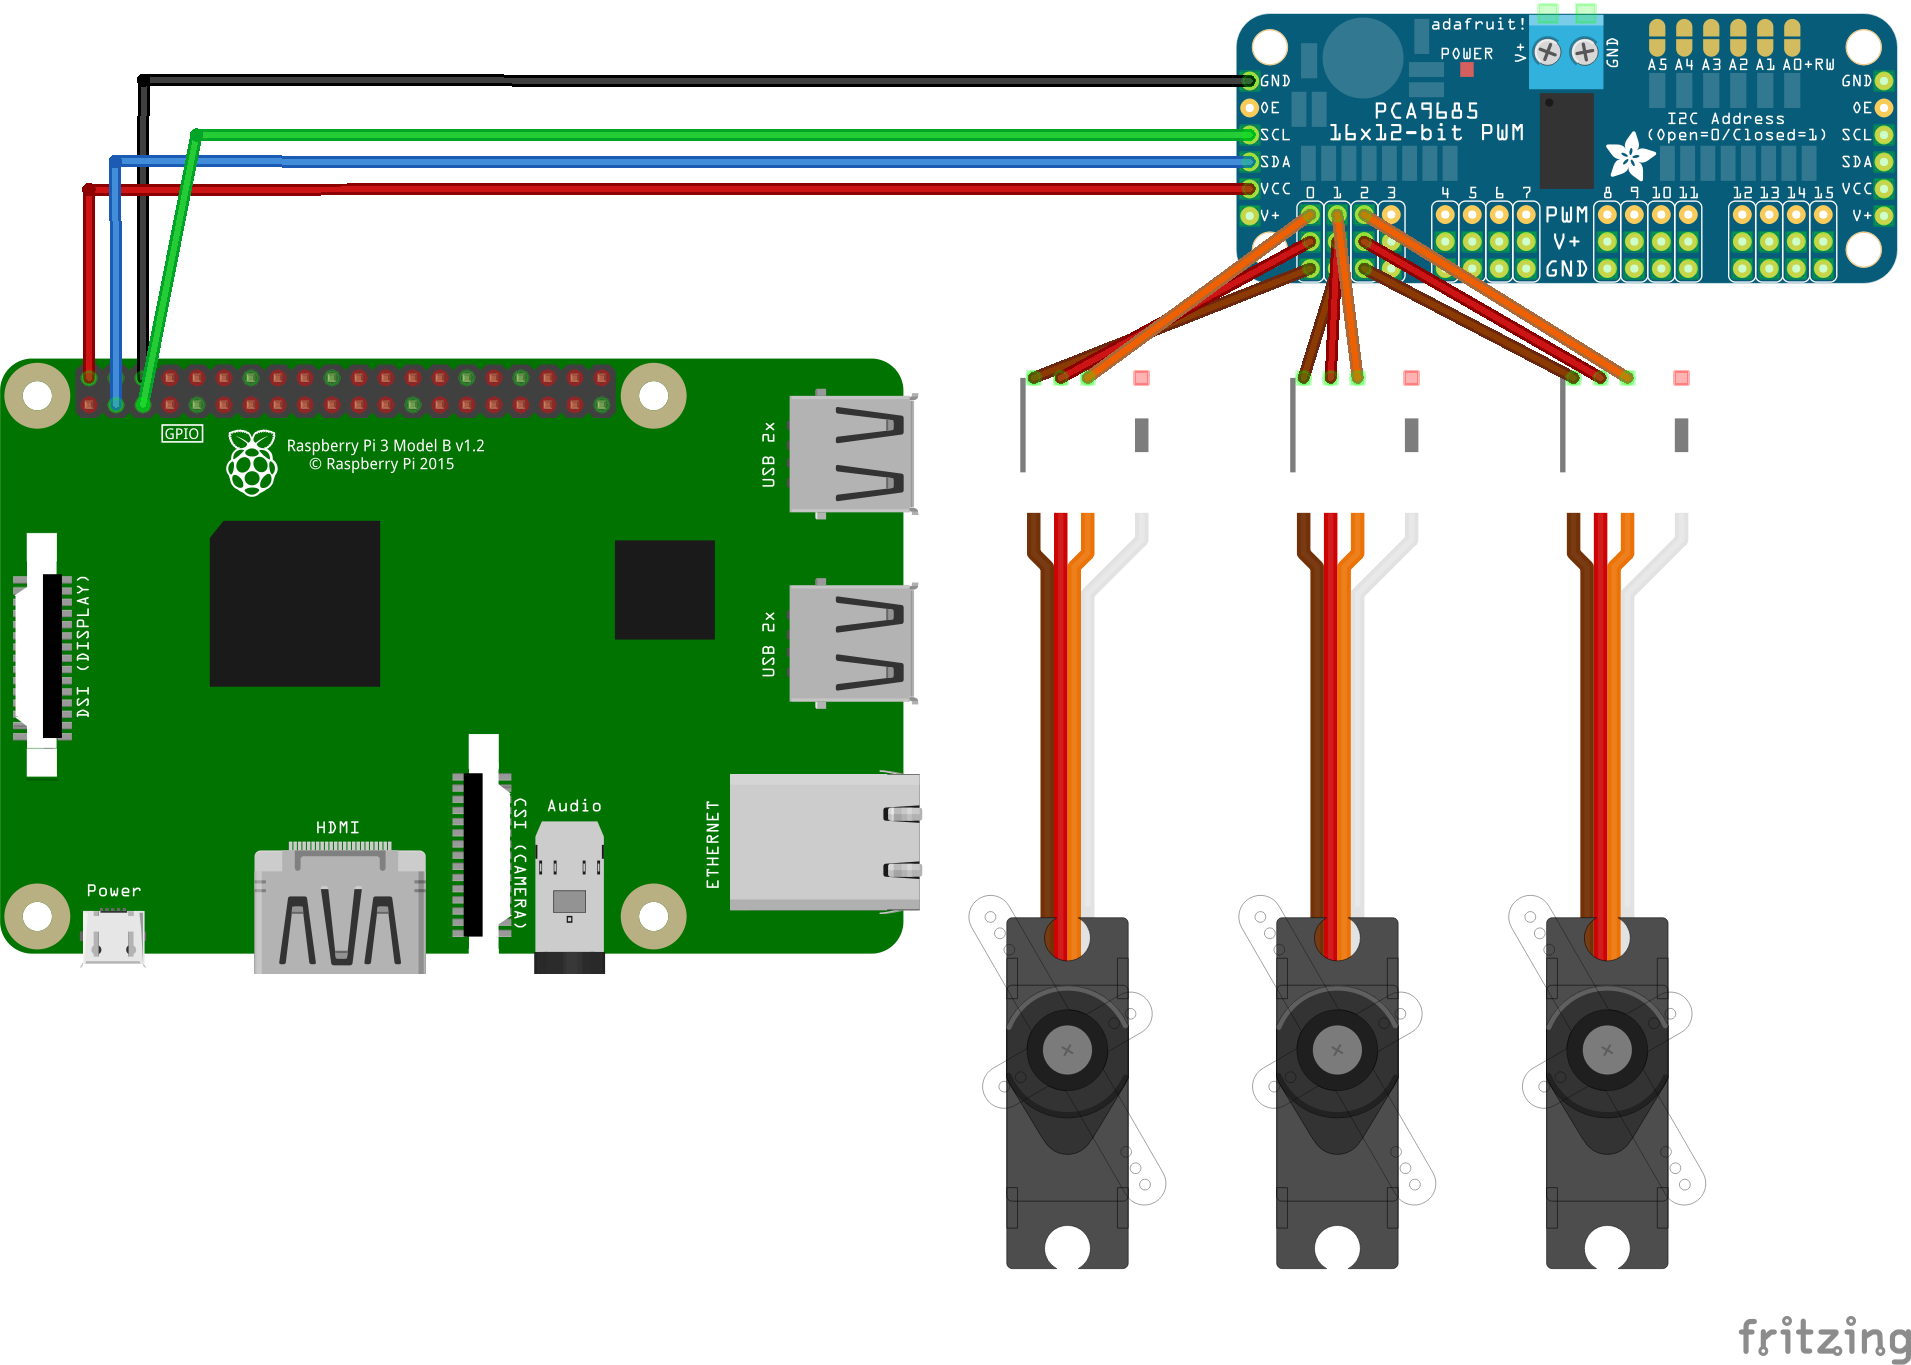 adafruit!
POWER
V+
GND
A5 A4 A3 A2 A1 A0+RW
GND
OE
SCL
SDA
VCC
V+
PCA9685
16x12-bit PWM
I2C Address
(Open=0/Closed=1)
GND
OE
SCL
SDA
VCC
V+
0 1 2 3 4 5 6 7 8 9 10 11 12 13 14 15
PWM
V+
GND
GPIO
Raspberry Pi 3 Model B v1.2
© Raspberry Pi 2015
USB 2x
USB 2x
DSI (DISPLAY)
ETHERNET
CSI (CAMERA)
Audio
HDMI
Power
fritzing